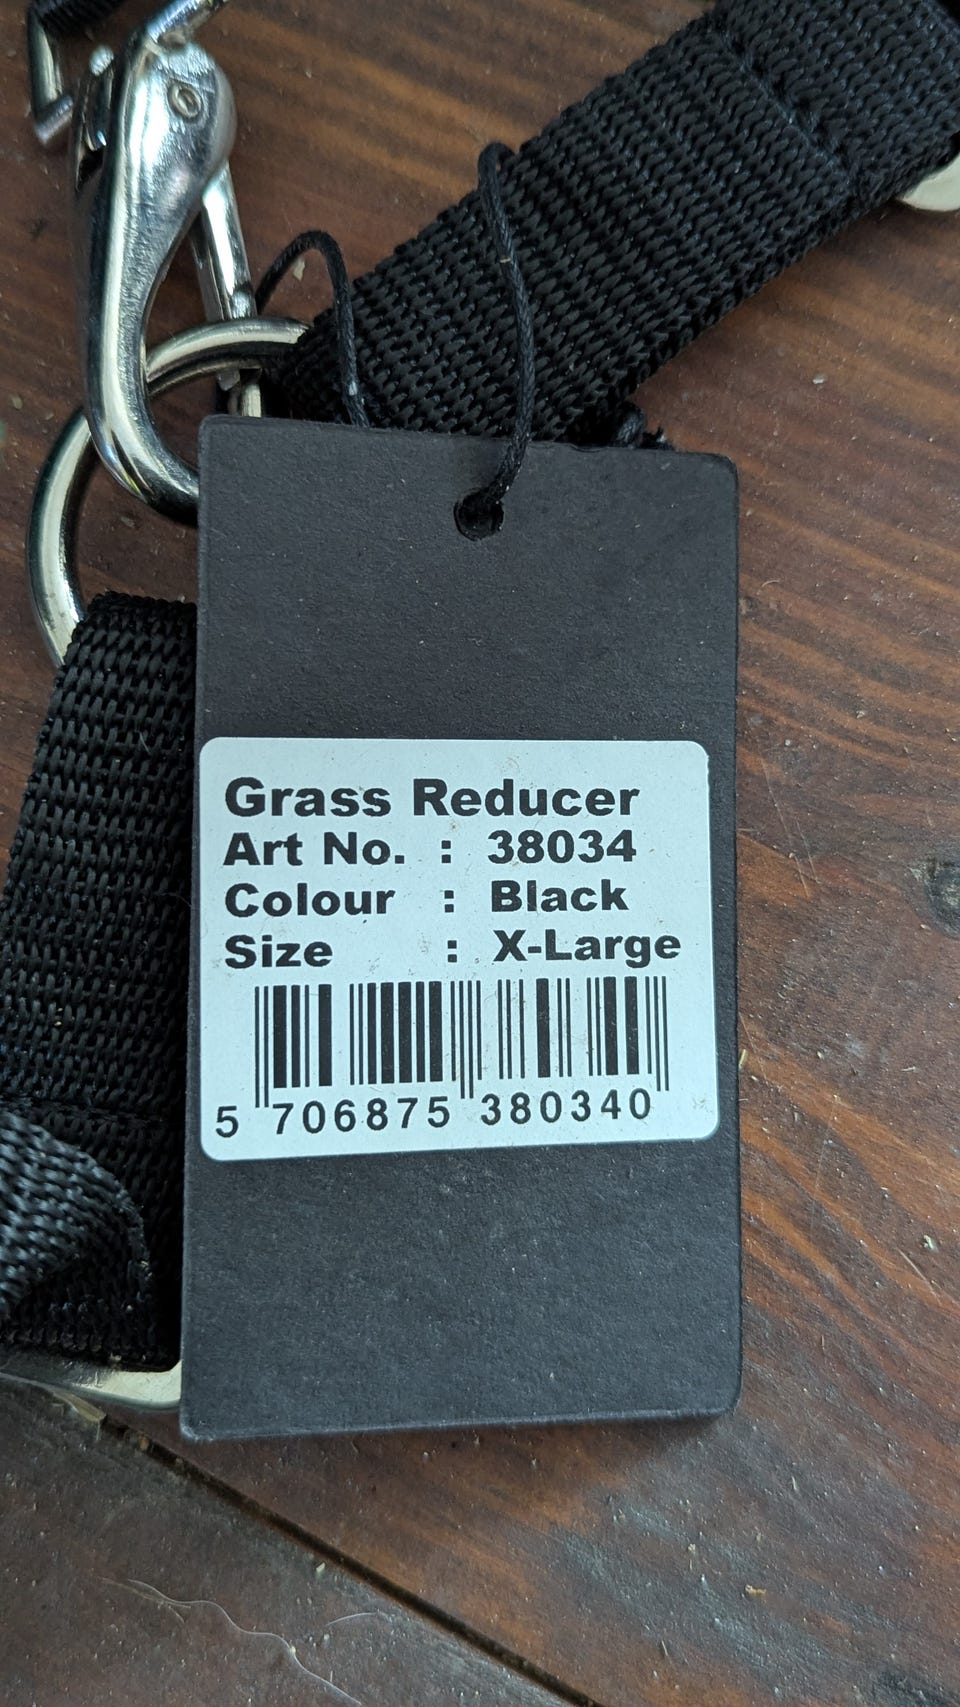 Grass Reducer
Art No. : 38034
Colour : Black
Size : X-Large
5 706875 380340